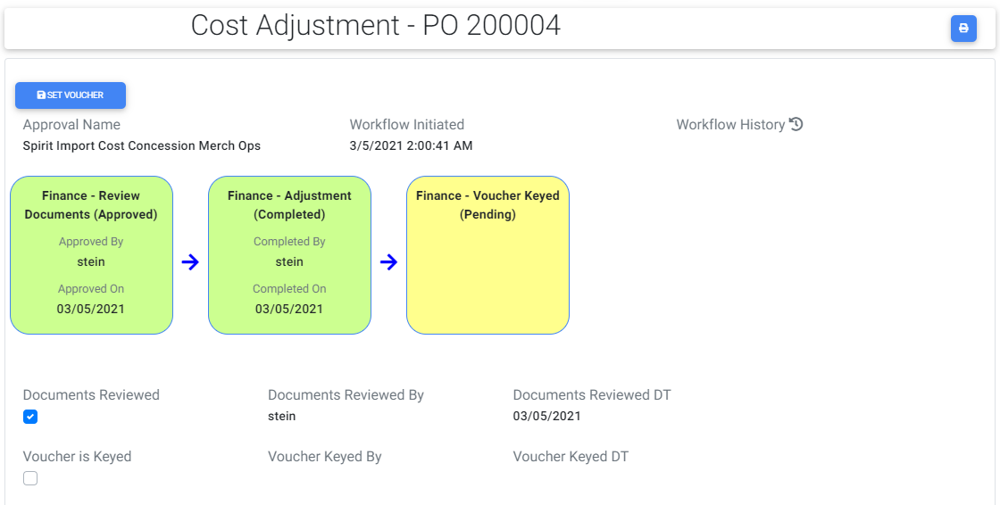 Cost Adjustment - PO 200004
SET VOUCHER
Approval Name
Workflow Initiated
Workflow History
Spirit Import Cost Concession Merch Ops
3/5/2021 2:00:41 AM
Finance - Review
Documents (Approved)
Approved By
stein
Approved On
03/05/2021
Finance - Adjustment
(Completed)
Completed By
stein
Completed On
03/05/2021
Finance - Voucher Keyed
(Pending)
Documents Reviewed
Documents Reviewed By
Documents Reviewed DT
stein
03/05/2021
Voucher is Keyed
Voucher Keyed By
Voucher Keyed DT